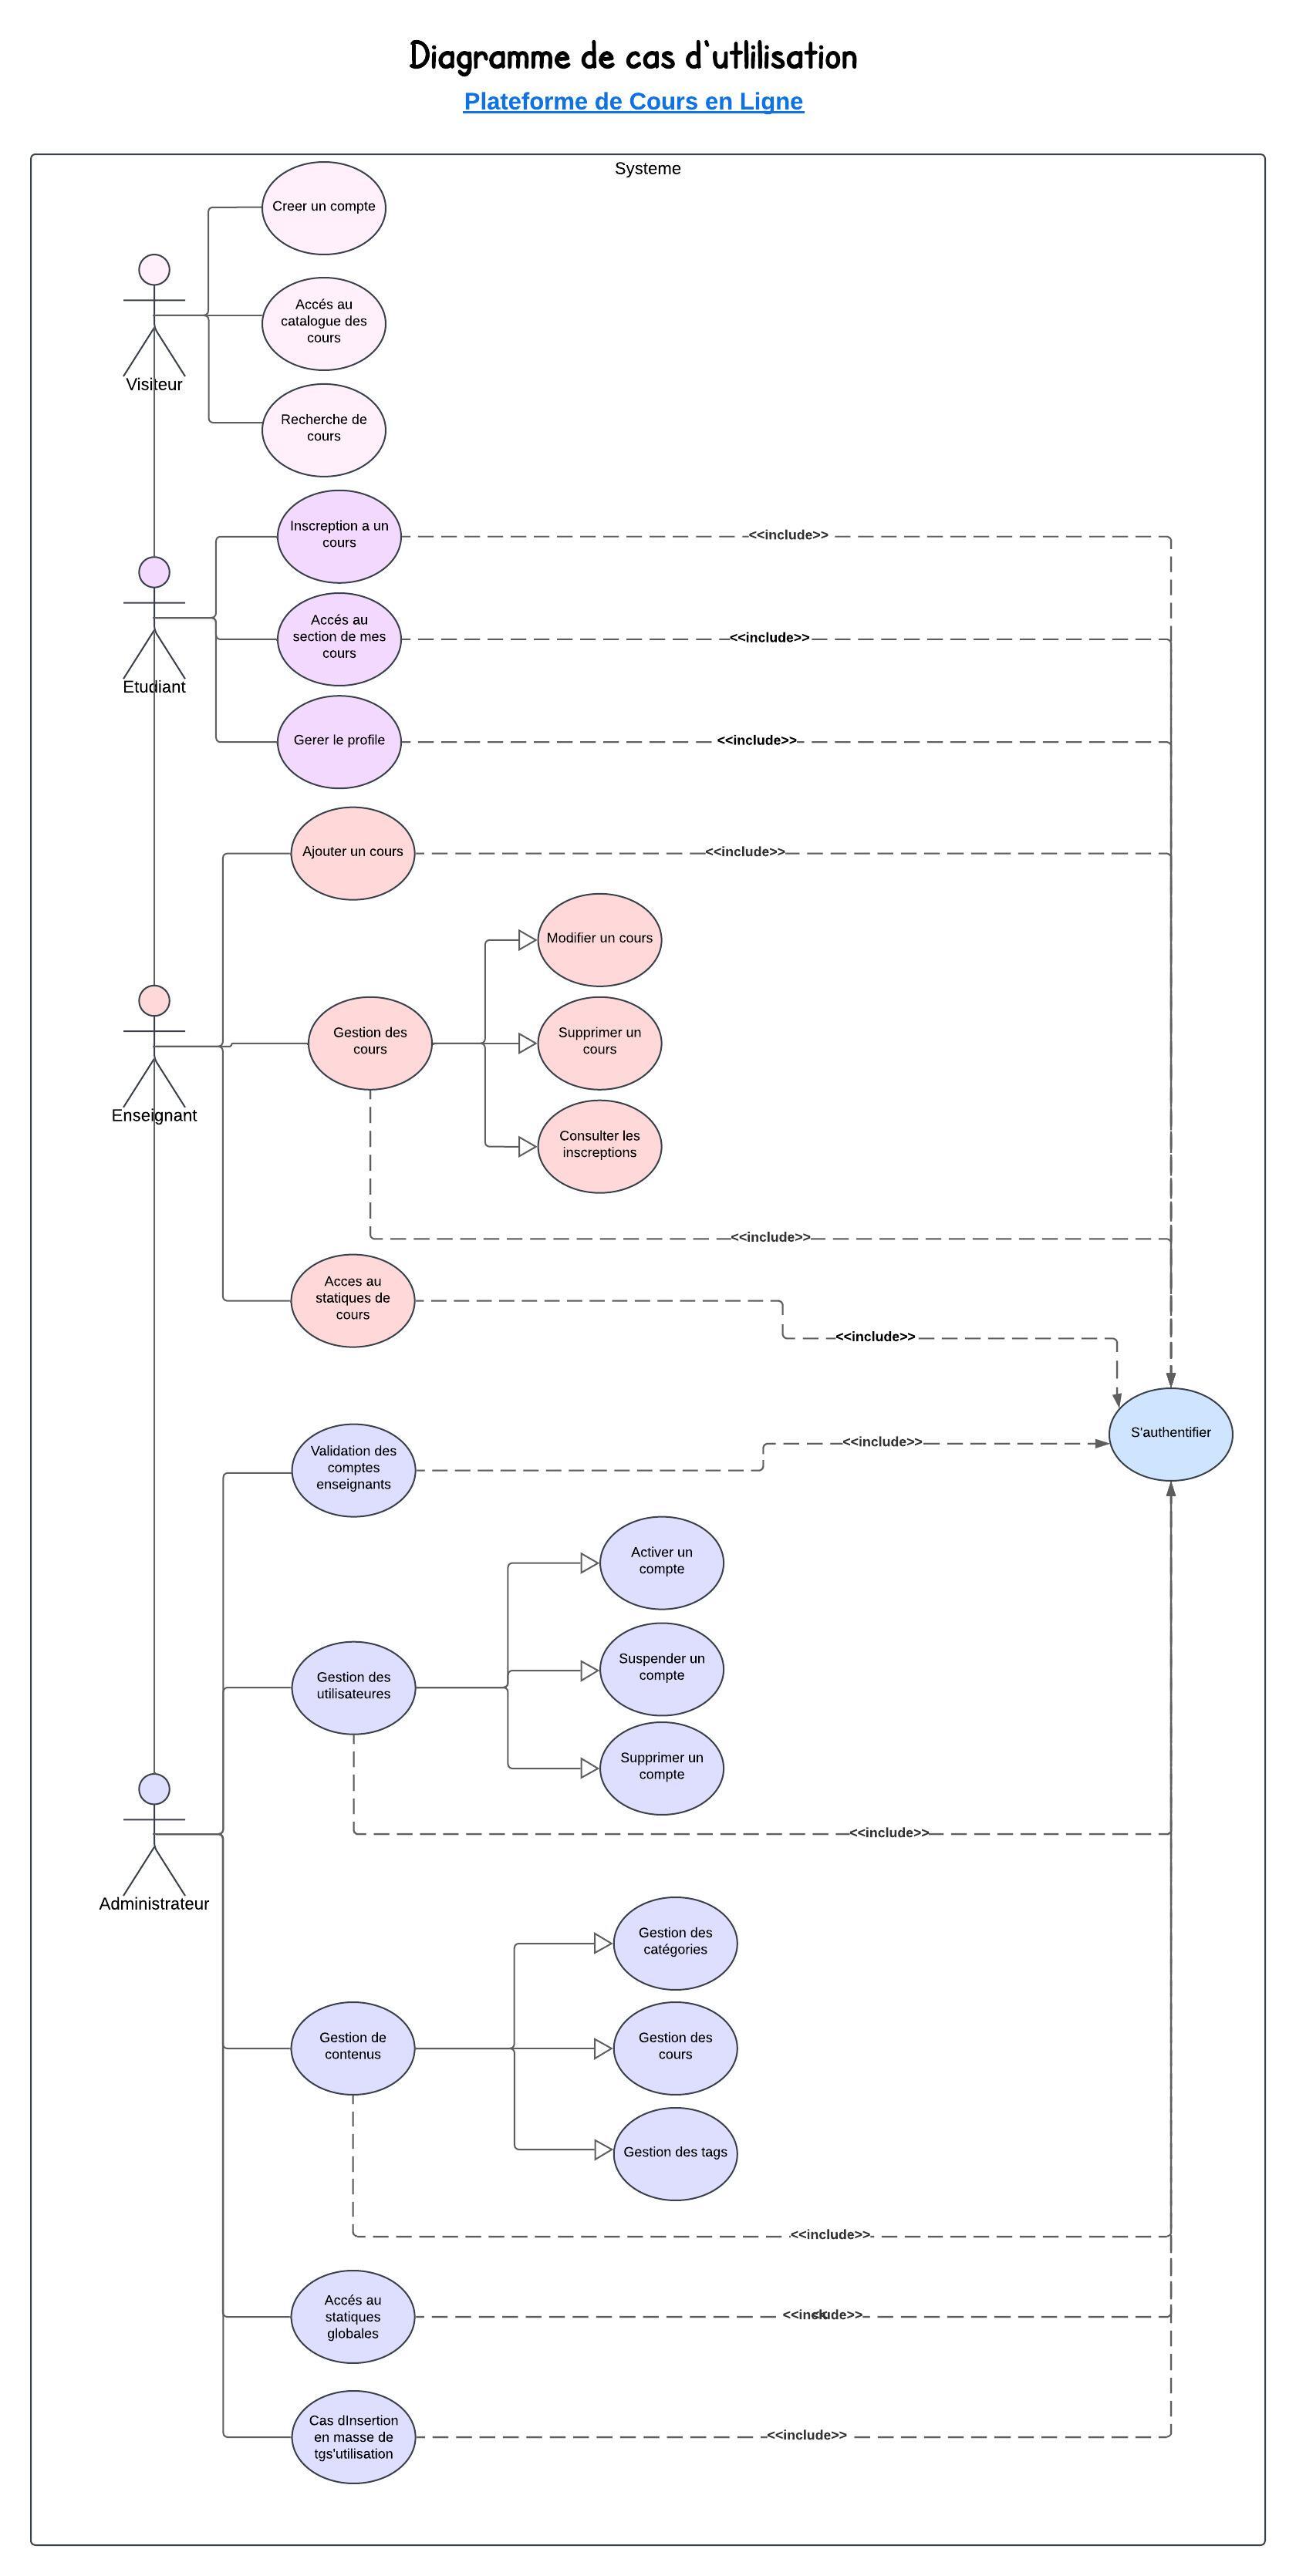 Diagramme de cas d'utlilisation
Plateforme de Cours en Ligne
Systeme
Creer un compte
Accés au
catalogue des
cours
Visiteur
Recherche de
cours
Inscreption a un
cours
<<include>>
Accés au
section de mes
cours
<<include>>
Etudiant
Gerer le profile
<<include>>
Ajouter un cours
<<include>>
Modifier un cours
Gestion des
cours
Supprimer un
cours
Enseignant
Consulter les
inscreptions
<<include>>
Acces au
statiques de
cours
<<include>>
S'authentifier
Validation des
comptes
enseignants
<<include>>
Activer un
compte
Suspender un
compte
Gestion des
utilisateures
Supprimer un
compte
<<include>>
Administrateur
Gestion des
catégories
Gestion de
contenus
Gestion des
cours
Gestion des tags
<<include>>
Accés au
statiques
globales
<<include>>
Cas dInsertion
en masse de
tgs'utilisation
<<include>>